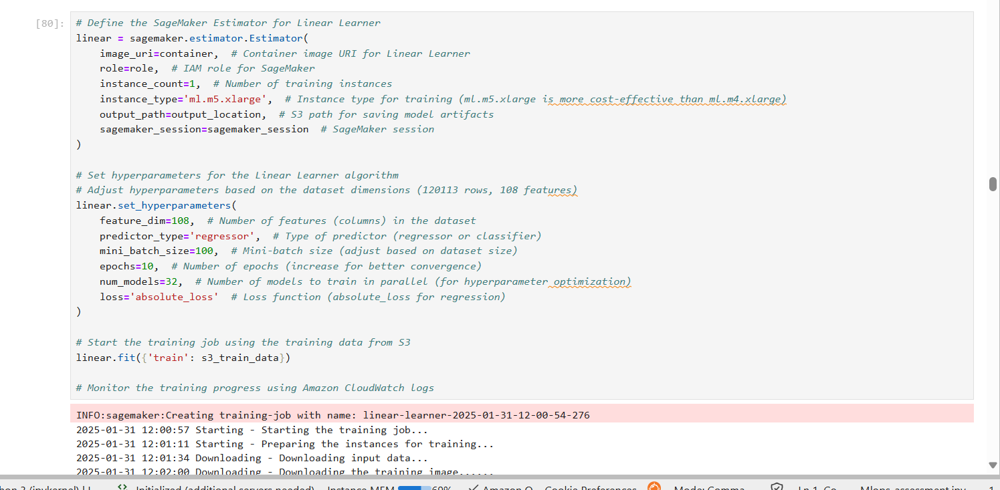 [80]:
# Define the SageMaker Estimator for Linear Learner
linear = sagemaker.estimator.Estimator(
    image_uri=container,  # Container image URI for Linear Learner
    role=role,  # IAM role for SageMaker
    instance_count=1,  # Number of training instances
    instance_type='ml.m5.xlarge',  # Instance type for training (ml.m5.xlarge is more cost-effective than ml.m4.xlarge)
    output_path=output_location,  # S3 path for saving model artifacts
    sagemaker_session=sagemaker_session  # SageMaker session
)
# Set hyperparameters for the Linear Learner algorithm
# Adjust hyperparameters based on the dataset dimensions (120113 rows, 108 features)
linear.set_hyperparameters(
    feature_dim=108,  # Number of features (columns) in the dataset
    predictor_type='regressor',  # Type of predictor (regressor or classifier)
    mini_batch_size=100,  # Mini-batch size (adjust based on dataset size)
    epochs=10,  # Number of epochs (increase for better convergence)
    num_models=32,  # Number of models to train in parallel (for hyperparameter optimization)
    loss='absolute_loss'  # Loss function (absolute_loss for regression)
)
# Start the training job using the training data from S3
linear.fit({'train': s3_train_data})
# Monitor the training progress using Amazon CloudWatch logs
INFO:sagemaker:Creating training-job with name: linear-learner-2025-01-31-12-00-54-276
2025-01-31 12:00:57 Starting - Starting the training job...
2025-01-31 12:01:11 Starting - Preparing the instances for training...
2025-01-31 12:01:34 Downloading - Downloading input data...
2025-01-31 12:02:00 Downloading - Downloading the training image......
Initialized (additional servers needed) Instance MEM 60% Amazon Q Cookie Preferences Mode: Comma Ln 1, Co Mlops-assessment.ipy 1